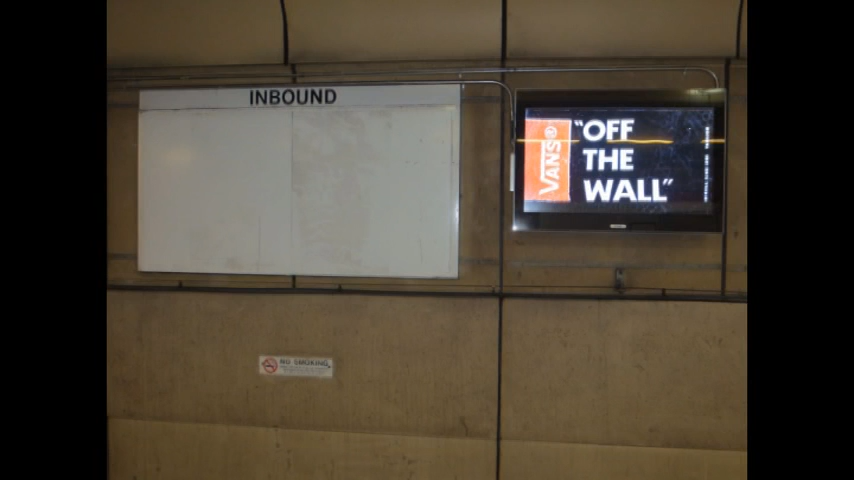 INBOUND
VANS®
"OFF
THE
WALL"
NO SMOKING